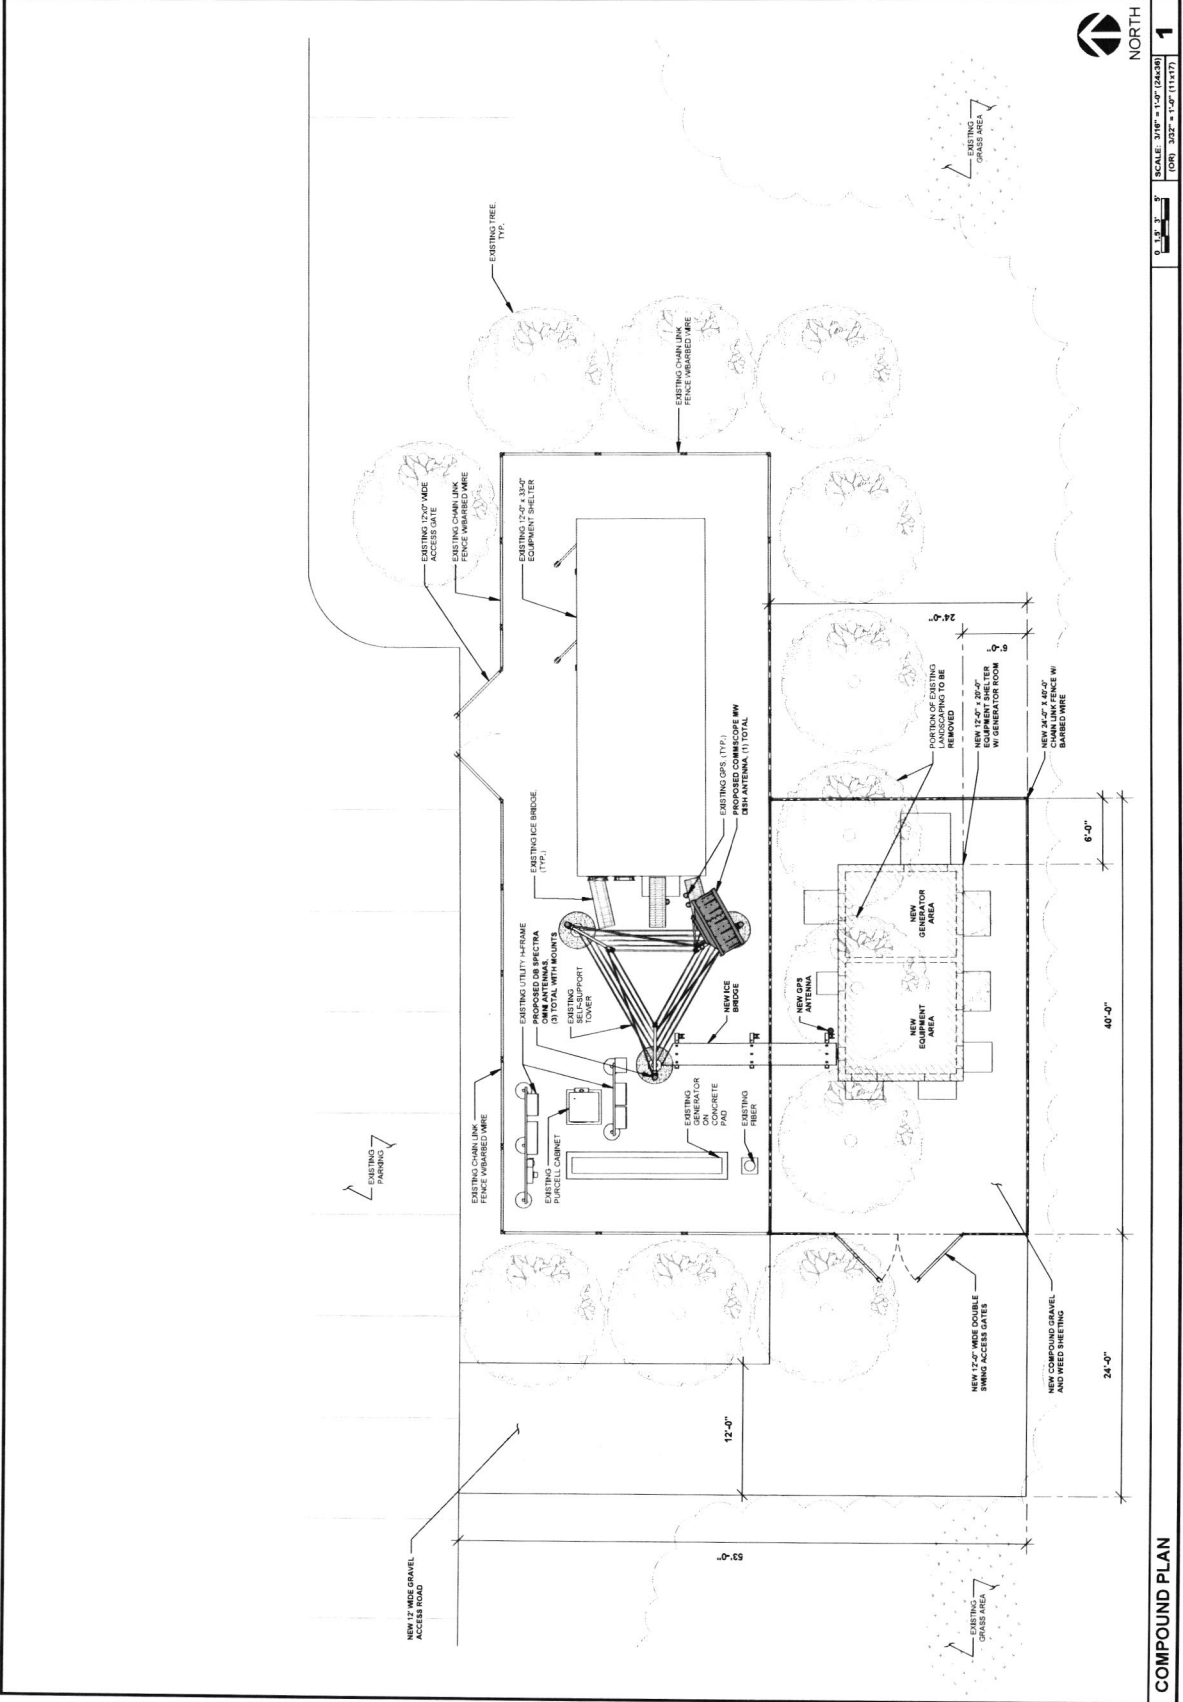 NEW 12' WIDE GRAVEL
ACCESS ROAD
EXISTING
PARKING
EXISTING CHAIN LINK
FENCE W/BARBED WIRE
EXISTING UTILITY H-FRAME
PROPOSED DB SPECTRA
OMNI ANTENNAS,
(3) TOTAL WITH MOUNTS
EXISTING
SELF-SUPPORT
TOWER
EXISTING ICE BRIDGE,
(TYP.)
EXISTING 12'x0" WIDE
ACCESS GATE
EXISTING CHAIN LINK
FENCE W/BARBED WIRE
EXISTING 12'-0" x 33'-0"
EQUIPMENT SHELTER
EXISTING TREE,
TYP.
EXISTING
PURCELL CABINET
EXISTING
GENERATOR
ON
CONCRETE
PAD
EXISTING
FIBER
NEW ICE
BRIDGE
EXISTING GPS, (TYP.)
PROPOSED COMMSCOPE MW
DISH ANTENNA, (1) TOTAL
EXISTING CHAIN LINK
FENCE W/BARBED WIRE
NEW GPS
ANTENNA
NEW
EQUIPMENT
AREA
NEW
GENERATOR
AREA
PORTION OF EXISTING
LANDSCAPING TO BE
REMOVED
NEW 12'-0" x 20'-0"
EQUIPMENT SHELTER
W/ GENERATOR ROOM
NEW 24'-0" X 40'-0"
CHAIN LINK FENCE W/
BARBED WIRE
24'-0"
6'-0"
12'-0"
53'-0"
NEW 12'-0" WIDE DOUBLE
SWING ACCESS GATES
NEW COMPOUND GRAVEL
AND WEED SHEETING
24'-0"
40'-0"
6'-0"
EXISTING
GRASS AREA
EXISTING
GRASS AREA
NORTH
COMPOUND PLAN
0 1.5' 3' 5'
SCALE: 3/16" = 1'-0" (24x36)
(OR) 3/32" = 1'-0" (11x17)
1